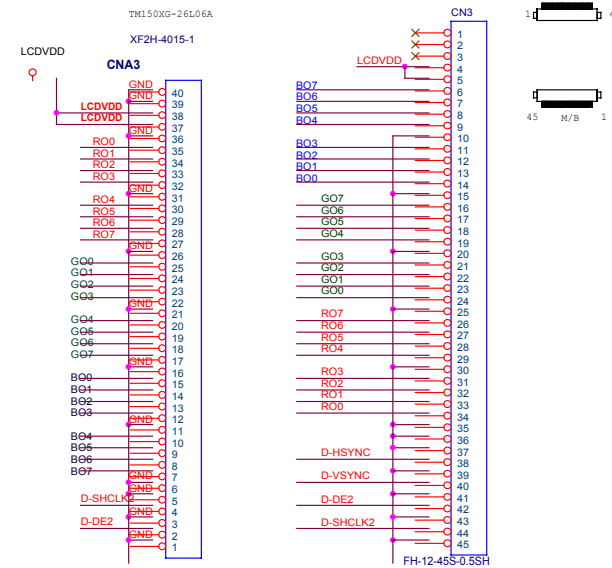 TM150XG-26L06A
XF2H-4015-1
LCDVDD
CNA3
GND
40
GND
39
LCDVDD
38
LCDVDD
37
GND
36
RO0
35
RO1
34
RO2
33
RO3
32
GND
31
RO4
30
RO5
29
RO6
28
RO7
27
GND
26
GO0
25
GO1
24
GO2
23
GO3
22
GND
21
GO4
20
GO5
19
GO6
18
GO7
17
GND
16
BO0
15
BO1
14
BO2
13
BO3
12
GND
11
BO4
10
BO5
9
BO6
8
BO7
7
GND
6
GND
5
D-SHCLK2
4
GND
3
D-DE2
2
GND
1
CN3
1
2
3
LCDVDD
4
5
BO7
6
BO6
7
BO5
8
BO4
9
10
BO3
11
BO2
12
BO1
13
BO0
14
15
GO7
16
GO6
17
GO5
18
GO4
19
20
GO3
21
GO2
22
GO1
23
GO0
24
25
RO7
26
RO6
27
RO5
28
RO4
29
30
RO3
31
RO2
32
RO1
33
RO0
34
35
36
D-HSYNC
37
38
D-VSYNC
39
40
D-DE2
41
42
D-SHCLK2
43
44
45
FH-12-45S-0.5SH
1
45 M/B 1